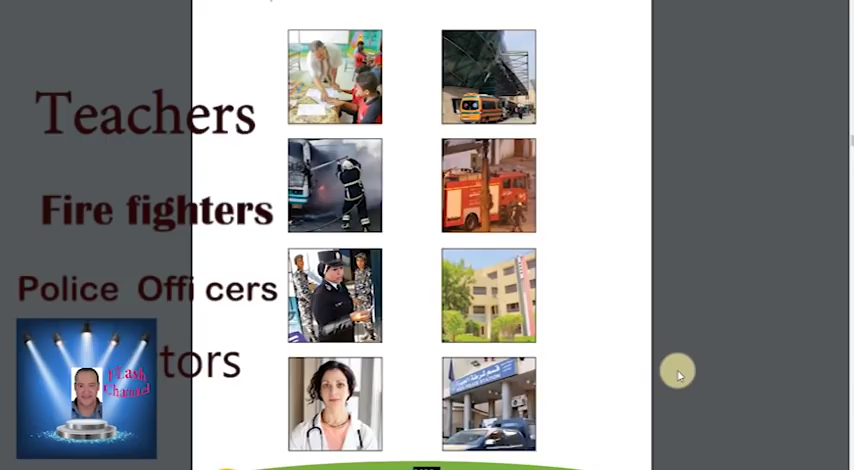 Teachers
Fire fighters
Police Offi cers
tors
FLash
Channel